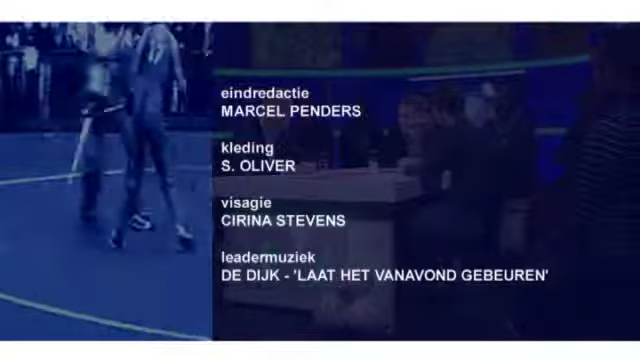 eindredactie
MARCEL PENDERS
kleding
S. OLIVER
visagie
CIRINA STEVENS
leadermuziek
DE DIJK - 'LAAT HET VANAVOND GEBEUREN'